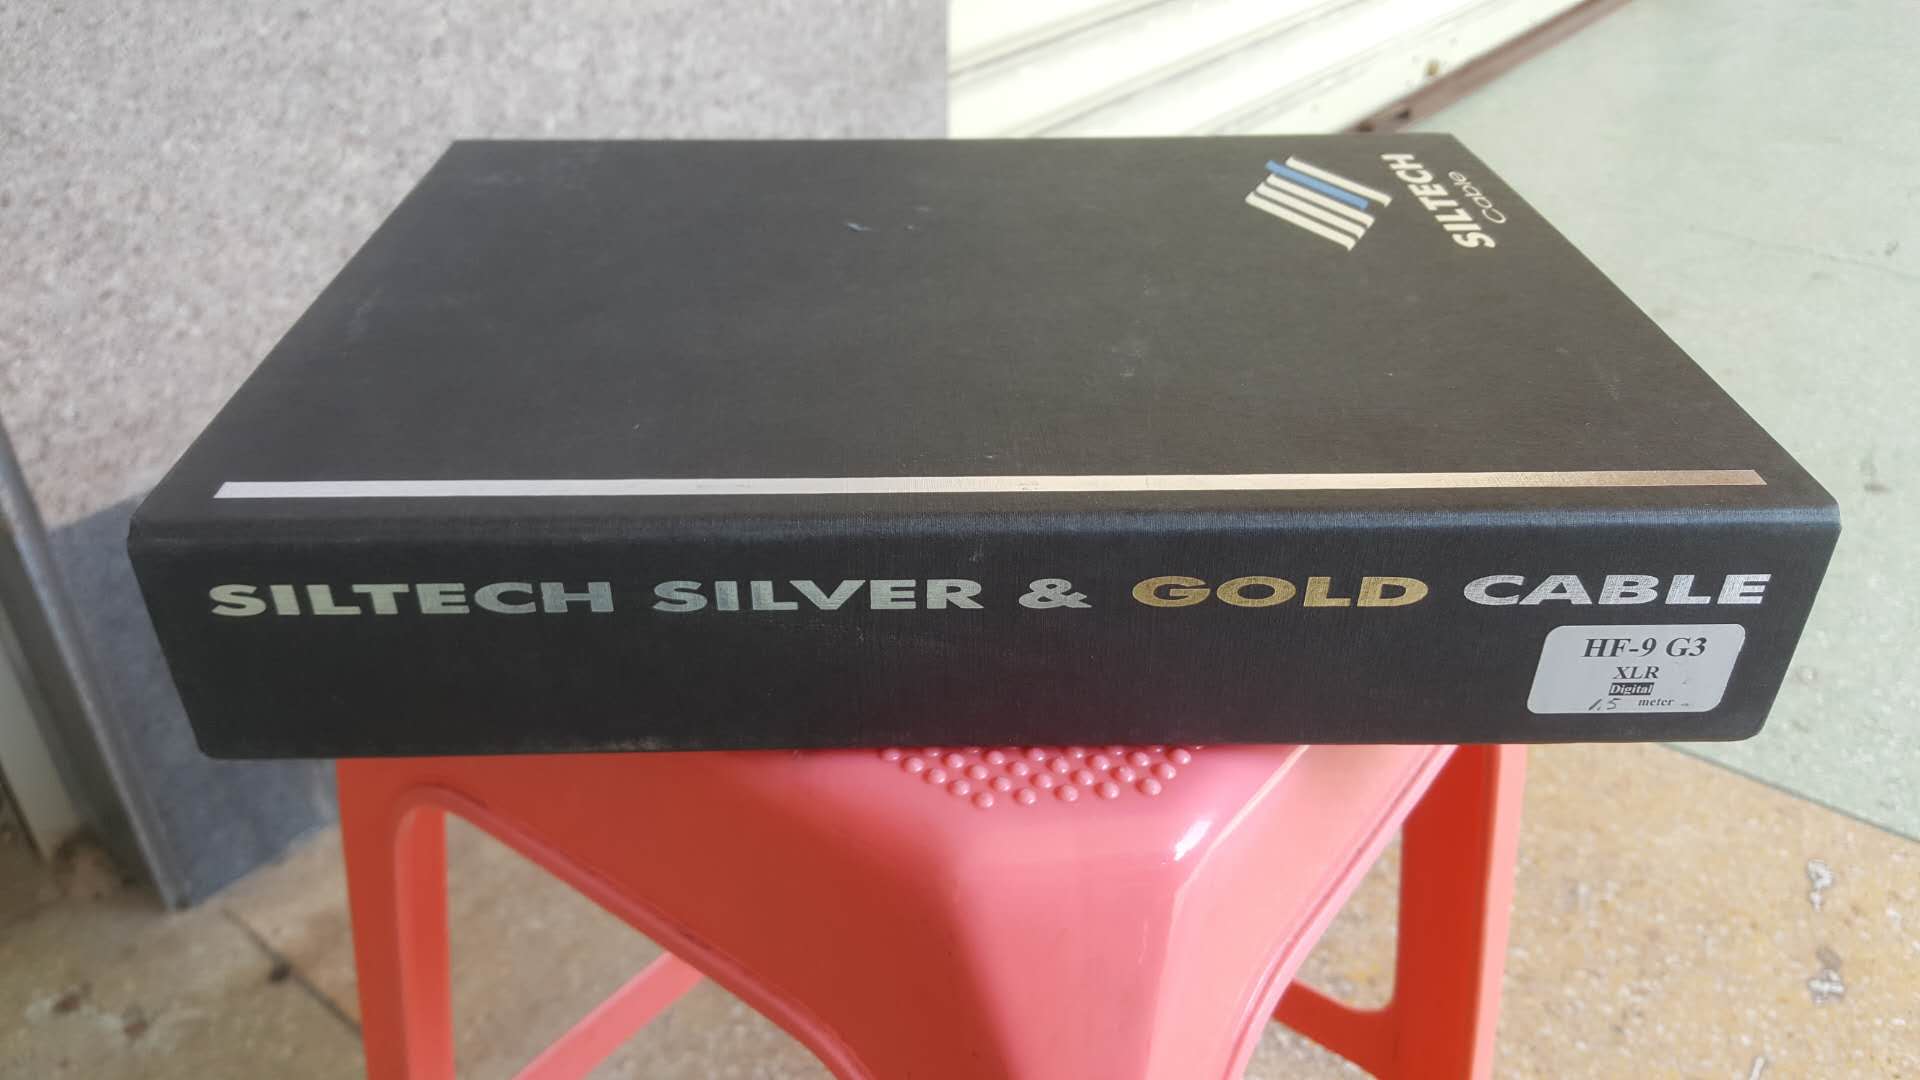 SILTECH
Cable
SILTECH SILVER & GOLD CABLE
HF-9 G3
XLR
Digital
1.5 meter